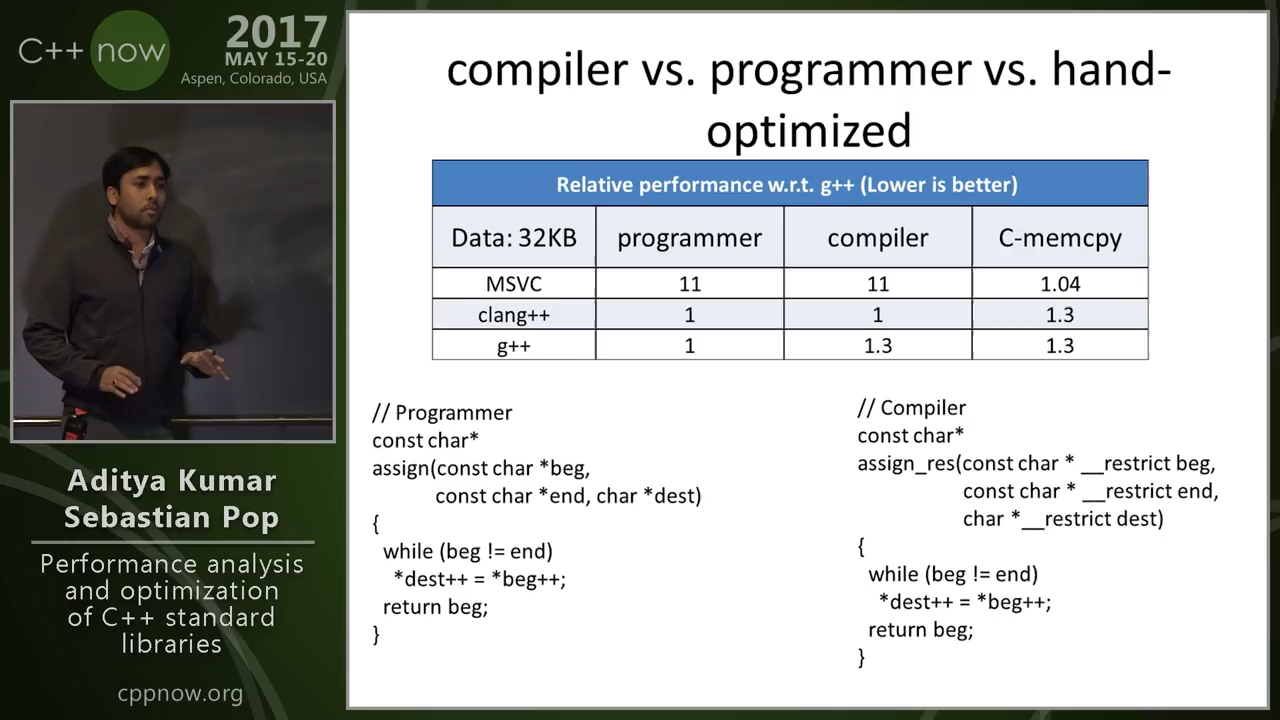 C++ now
2017
MAY 15-20
Aspen, Colorado, USA
Aditya Kumar
Sebastian Pop
Performance analysis
and optimization
of C++ standard
libraries
cppnow.org
compiler vs. programmer vs. hand-
optimized
Relative performance w.r.t. g++ (Lower is better)
Data: 32KB programmer compiler C-memcpy
MSVC 11 11 1.04
clang++ 1 1 1.3
g++ 1 1.3 1.3
// Programmer
const char*
assign(const char *beg,
const char *end, char *dest)
{
while (beg != end)
*dest++ = *beg++;
return beg;
}
// Compiler
const char*
assign_res(const char * __restrict beg,
const char * __restrict end,
char *__restrict dest)
{
while (beg != end)
*dest++ = *beg++;
return beg;
}